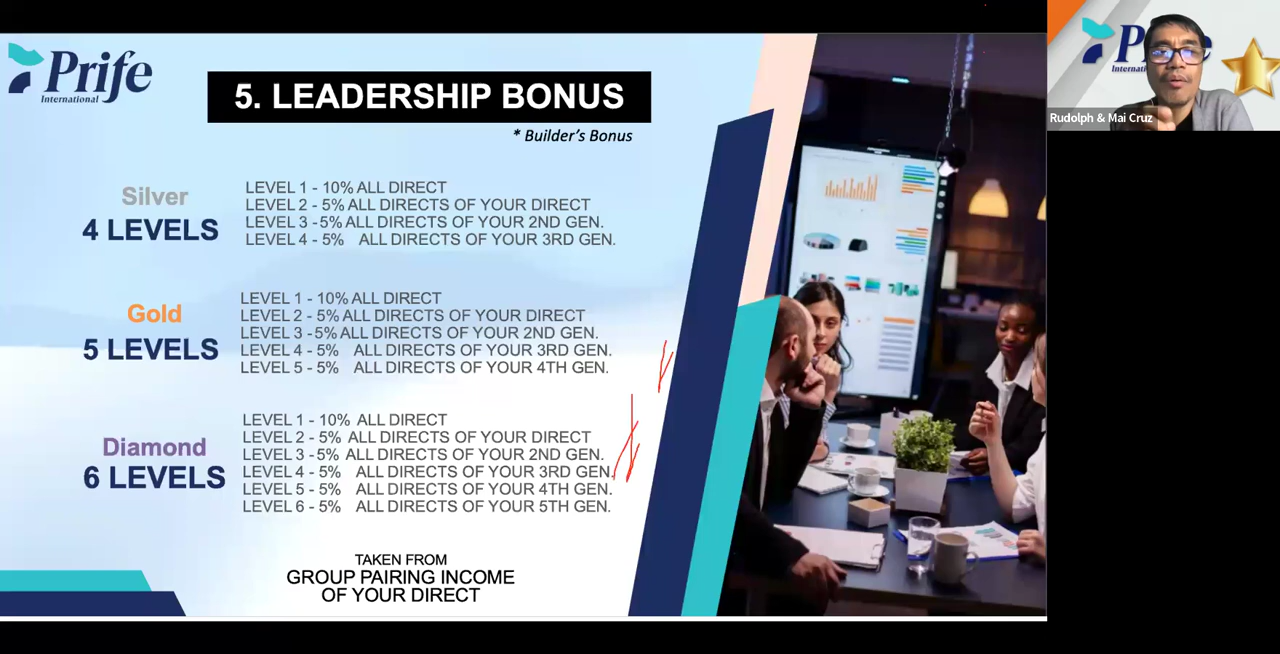 Prife
International
5. LEADERSHIP BONUS
* Builder's Bonus
Silver
4 LEVELS
LEVEL 1 - 10% ALL DIRECT
LEVEL 2 - 5% ALL DIRECTS OF YOUR DIRECT
LEVEL 3 - 5% ALL DIRECTS OF YOUR 2ND GEN.
LEVEL 4 - 5% ALL DIRECTS OF YOUR 3RD GEN.
Gold
5 LEVELS
LEVEL 1 - 10% ALL DIRECT
LEVEL 2 - 5% ALL DIRECTS OF YOUR DIRECT
LEVEL 3 - 5% ALL DIRECTS OF YOUR 2ND GEN.
LEVEL 4 - 5% ALL DIRECTS OF YOUR 3RD GEN.
LEVEL 5 - 5% ALL DIRECTS OF YOUR 4TH GEN.
Diamond
6 LEVELS
LEVEL 1 - 10% ALL DIRECT
LEVEL 2 - 5% ALL DIRECTS OF YOUR DIRECT
LEVEL 3 - 5% ALL DIRECTS OF YOUR 2ND GEN.
LEVEL 4 - 5% ALL DIRECTS OF YOUR 3RD GEN.
LEVEL 5 - 5% ALL DIRECTS OF YOUR 4TH GEN.
LEVEL 6 - 5% ALL DIRECTS OF YOUR 5TH GEN.
TAKEN FROM
GROUP PAIRING INCOME
OF YOUR DIRECT
Rudolph & Mai Cruz